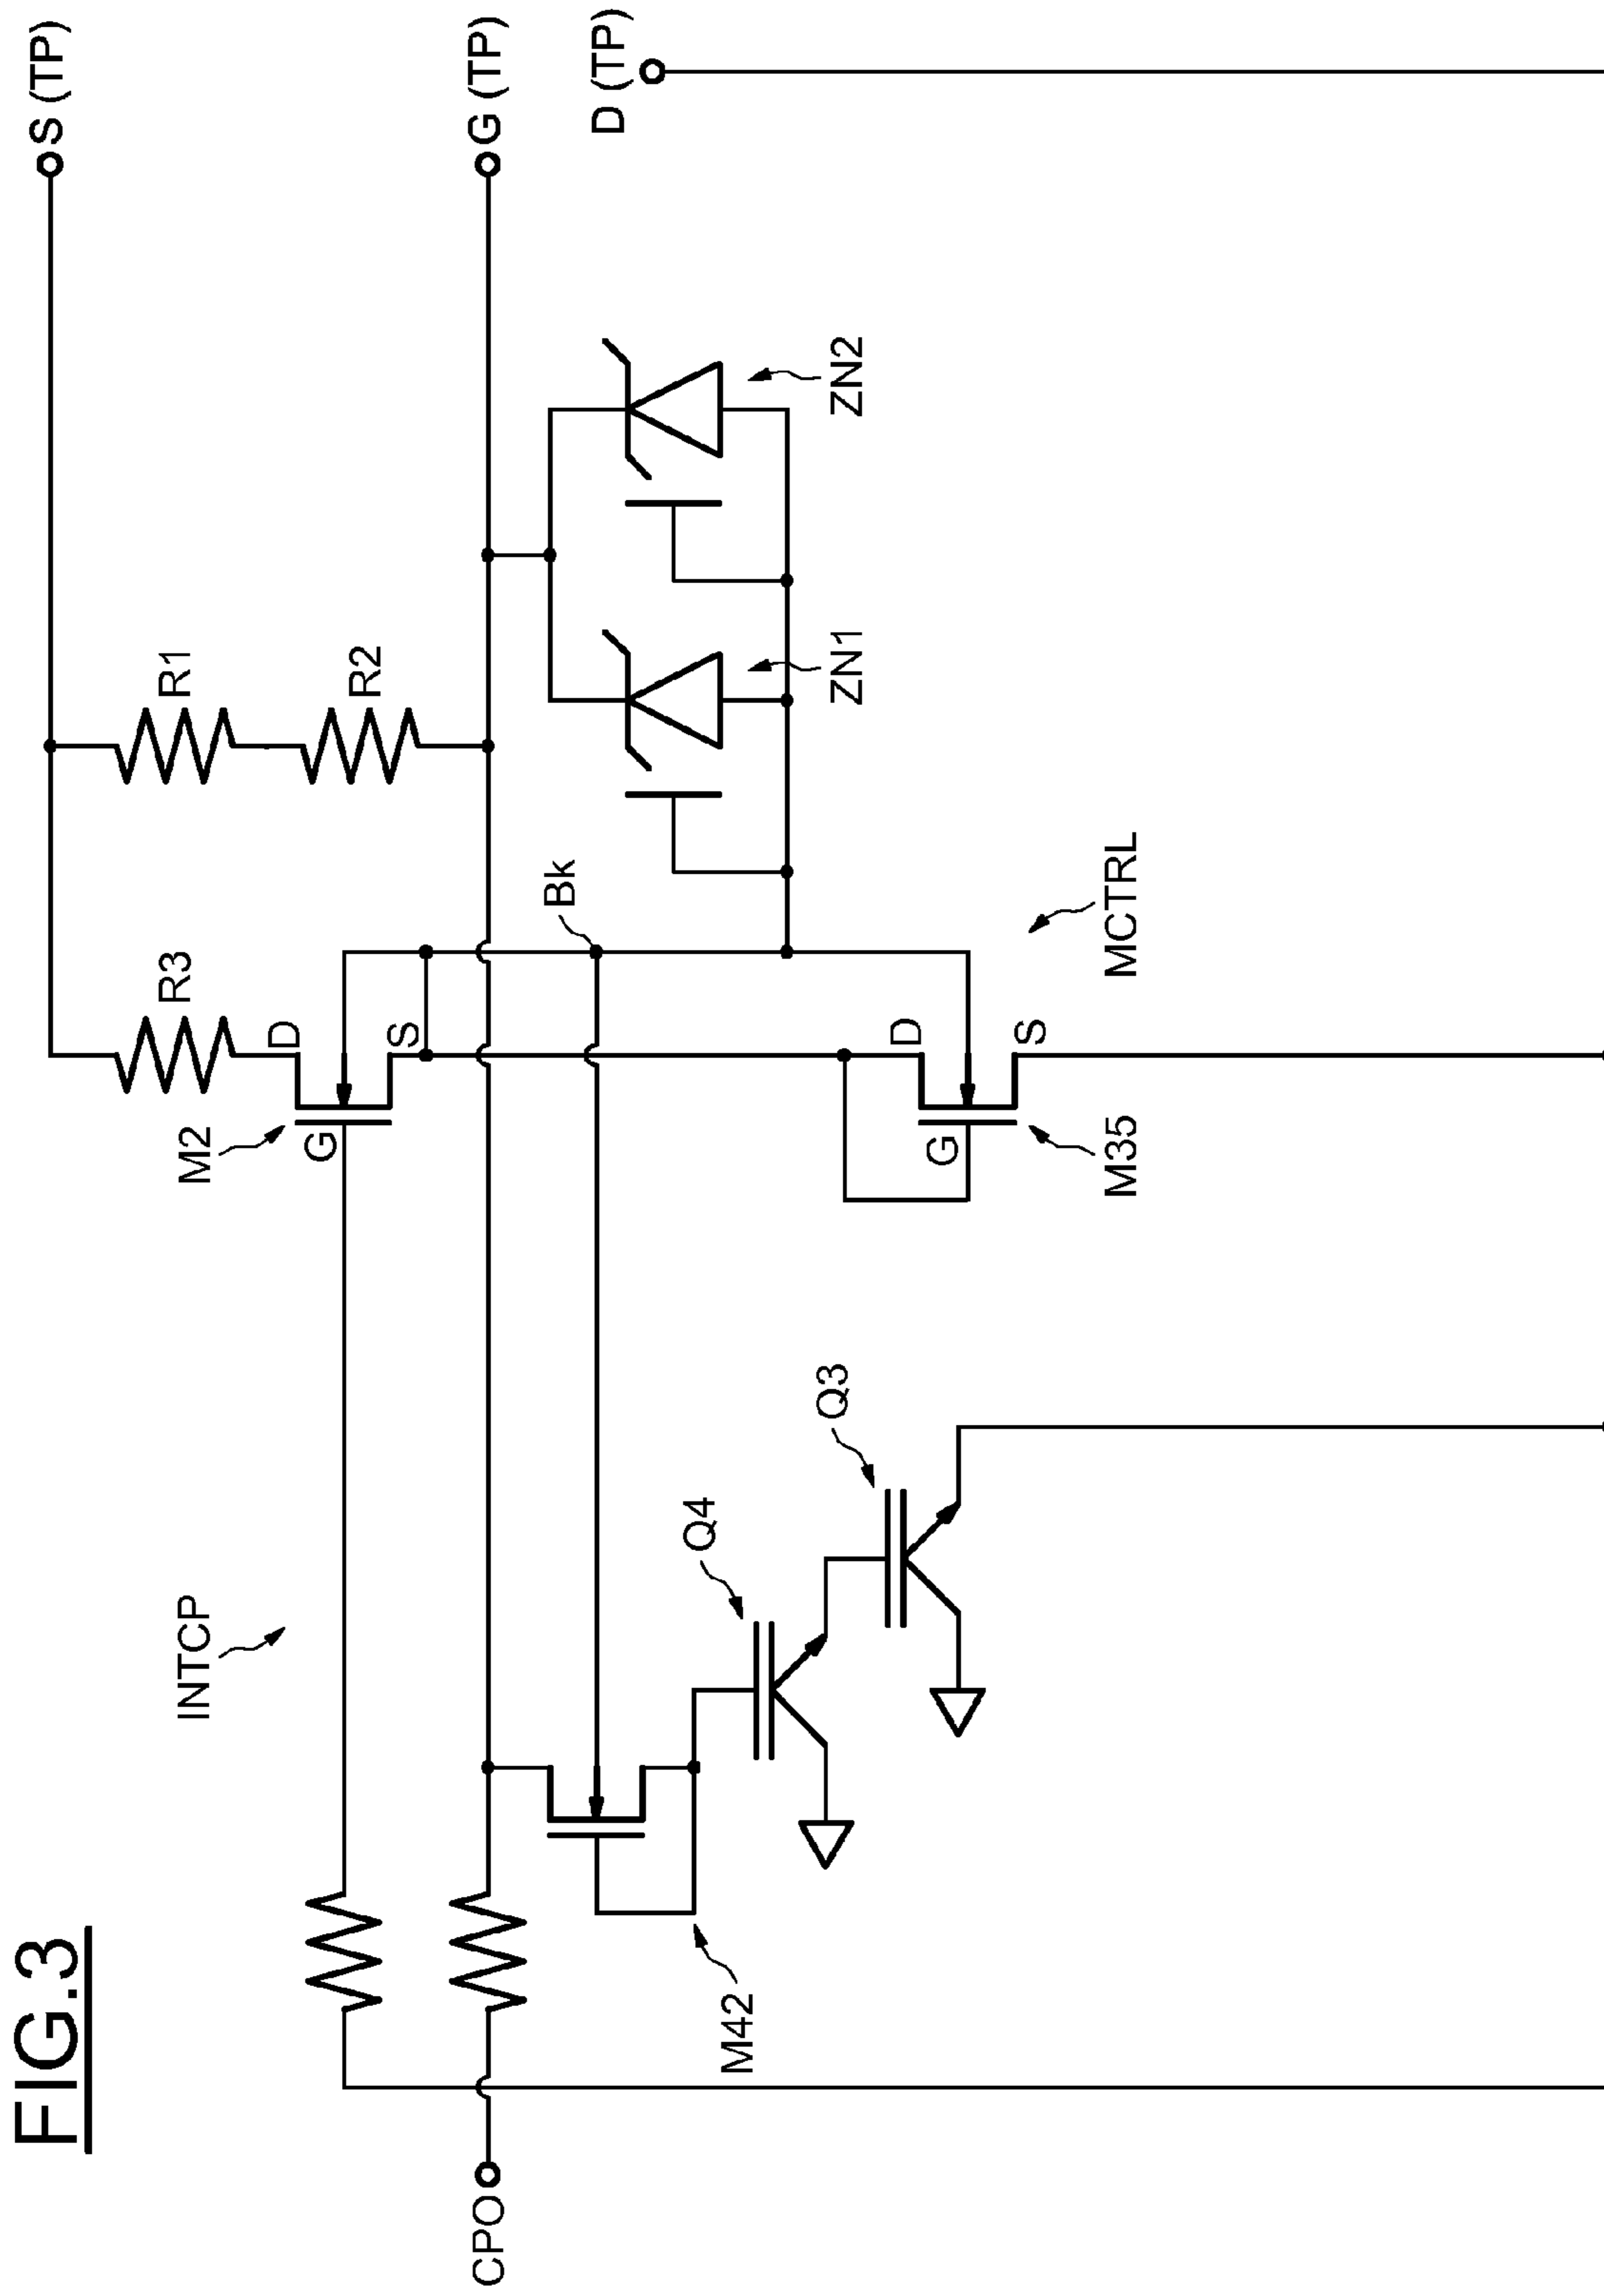 FIG.3
S (TP)
G (TP)
D (TP)
R1
R2
R3
ZN2
ZN1
Bk
D
S
G
M2
D
S
G
M35
MCTRL
Q3
Q4
INTCP
M42
CPO